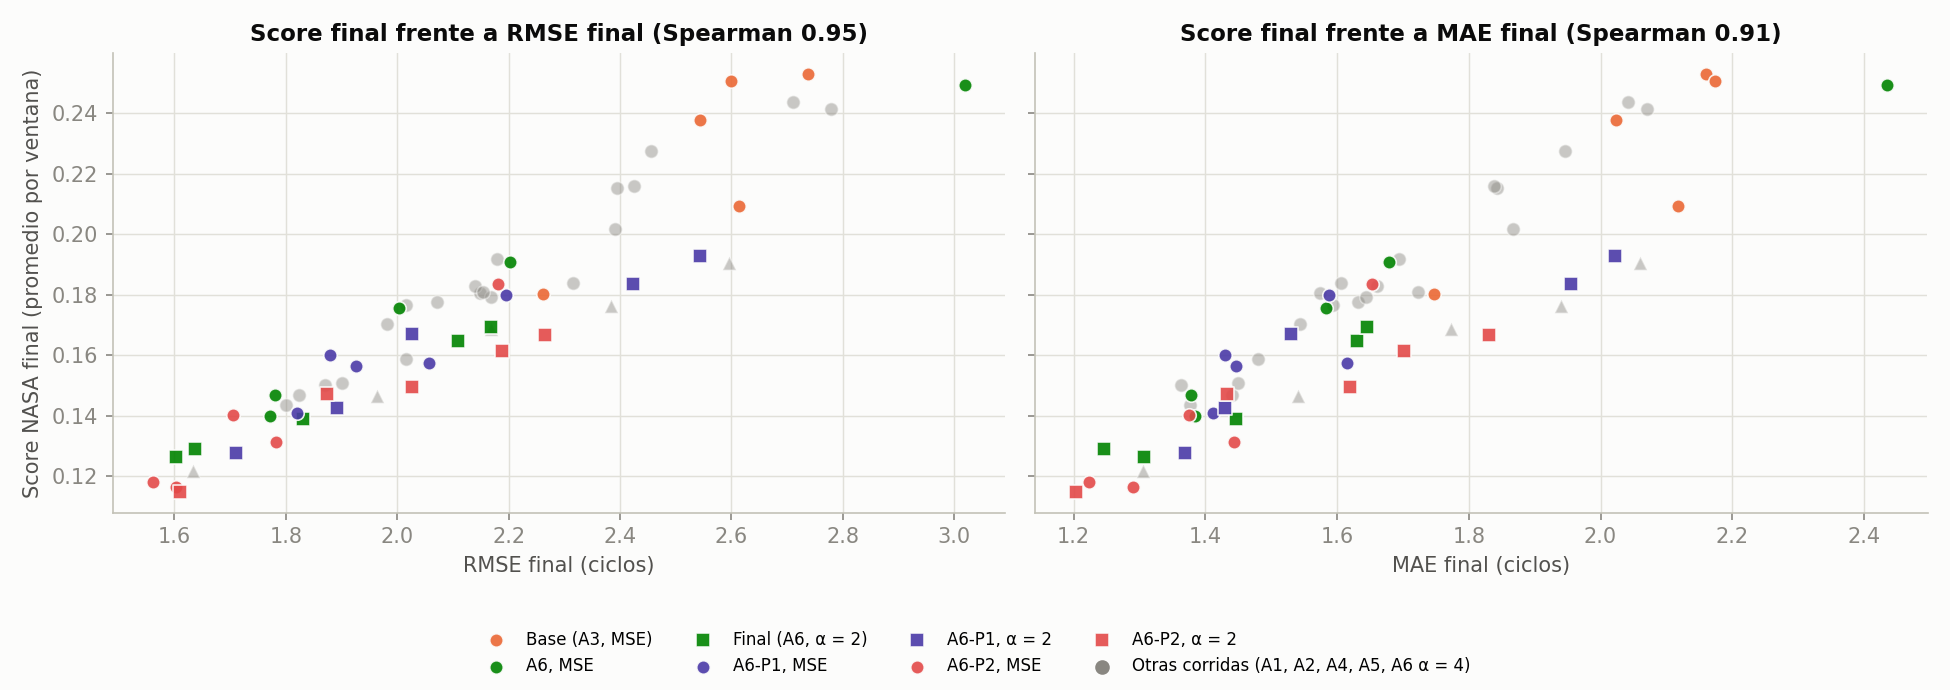 Score final frente a RMSE final (Spearman 0.95)
Score NASA final (promedio por ventana)
0.24
0.22
0.20
0.18
0.16
0.14
0.12
1.6 1.8 2.0 2.2 2.4 2.6 2.8 3.0
RMSE final (ciclos)
Score final frente a MAE final (Spearman 0.91)
1.2 1.4 1.6 1.8 2.0 2.2 2.4
MAE final (ciclos)
Base (A3, MSE) Final (A6, α = 2) A6-P1, α = 2 A6-P2, α = 2
A6, MSE A6-P1, MSE A6-P2, MSE Otras corridas (A1, A2, A4, A5, A6 α = 4)